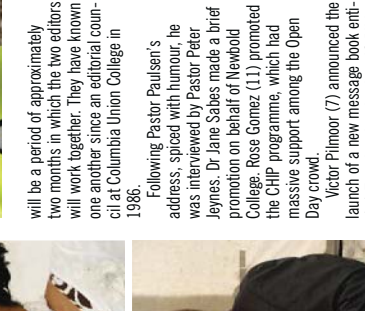 will be a period of approximately
two months in which the two editors
will work together. They have known
one another since an editorial coun-
cil at Columbia Union College in
1986.
Following Pastor Paulsen's
address, spiced with humour, he
was interviewed by Pastor Peter
Jeynes. Dr Jane Sabes made a brief
promotion on behalf of Newbold
College. Rose Gomez (11) promoted
the CHIP programme, which had
massive support among the Open
Day crowd.
Victor Pilmoor (7) announced the
launch of a new message book enti-